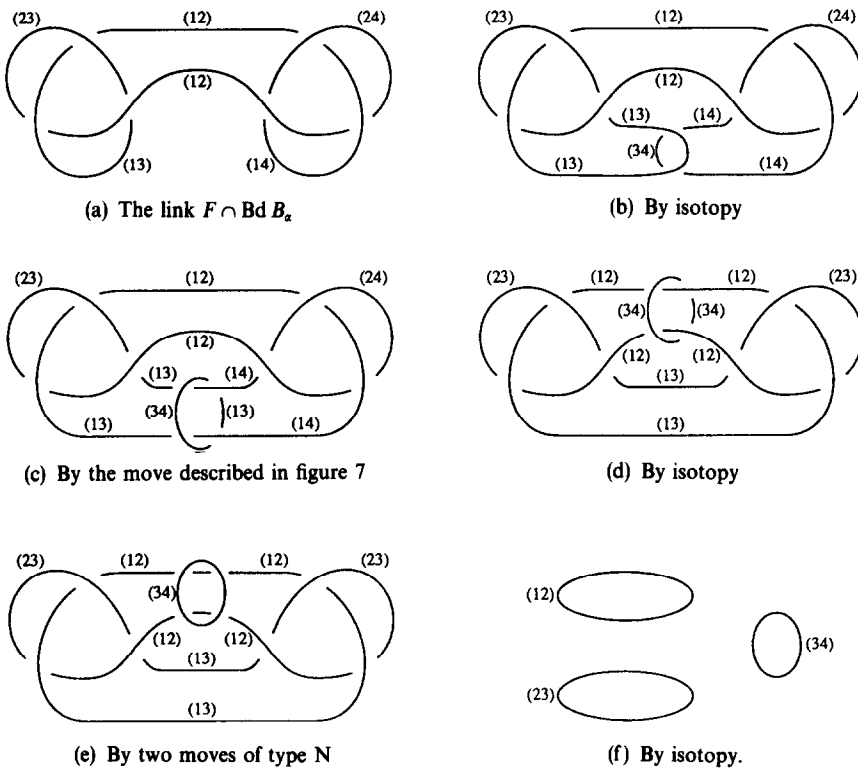 (23) (12) (24)
(12)
(13) (14)
(a) The link F ∩ Bd Bα
(23) (12) (24)
(12)
(13) (14)
(34)
(13) (14)
(b) By isotopy
(23) (12) (24)
(12)
(13) (14)
(34) (13)
(13) (14)
(c) By the move described in figure 7
(23) (12) (12) (23)
(34) (34)
(12) (12)
(13)
(13)
(d) By isotopy
(23) (12) (12) (23)
(34)
(12) (12)
(13)
(13)
(e) By two moves of type N
(12)
(34)
(23)
(f) By isotopy.